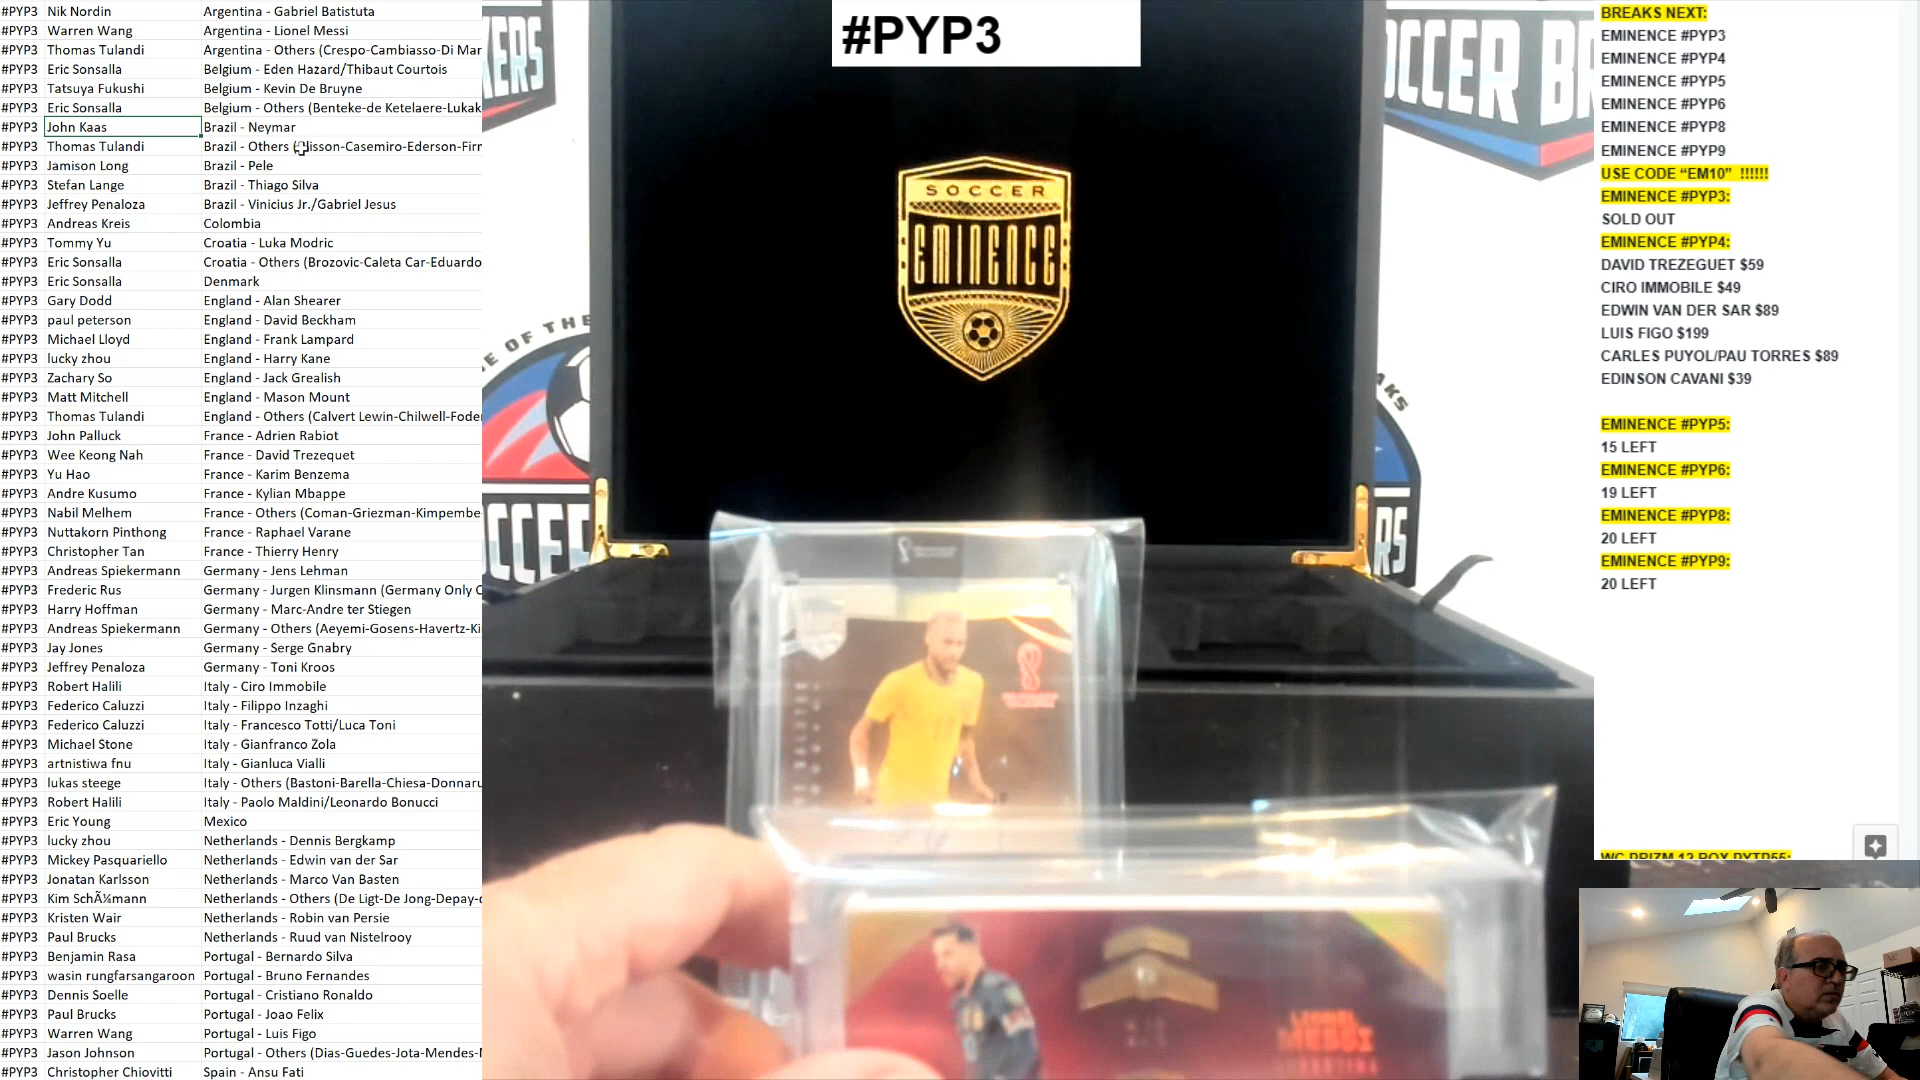 #PYP3 Nik Nordin Argentina - Gabriel Batistuta
#PYP3 Warren Wang Argentina - Lionel Messi
#PYP3 Thomas Tulandi Argentina - Others (Crespo-Cambiasso-Di Mar
#PYP3 Eric Sonsalla Belgium - Eden Hazard/Thibaut Courtois
#PYP3 Tatsuya Fukushi Belgium - Kevin De Bruyne
#PYP3 Eric Sonsalla Belgium - Others (Benteke-de Ketelaere-Lukak
#PYP3 John Kaas Brazil - Neymar
#PYP3 Thomas Tulandi Brazil - Others (Alisson-Casemiro-Ederson-Firn
#PYP3 Jamison Long Brazil - Pele
#PYP3 Stefan Lange Brazil - Thiago Silva
#PYP3 Jeffrey Penaloza Brazil - Vinicius Jr./Gabriel Jesus
#PYP3 Andreas Kreis Colombia
#PYP3 Tommy Yu Croatia - Luka Modric
#PYP3 Eric Sonsalla Croatia - Others (Brozovic-Caleta Car-Eduardo
#PYP3 Eric Sonsalla Denmark
#PYP3 Gary Dodd England - Alan Shearer
#PYP3 paul peterson England - David Beckham
#PYP3 Michael Lloyd England - Frank Lampard
#PYP3 lucky zhou England - Harry Kane
#PYP3 Zachary So England - Jack Grealish
#PYP3 Matt Mitchell England - Mason Mount
#PYP3 Thomas Tulandi England - Others (Calvert Lewin-Chilwell-Foder
#PYP3 John Palluck France - Adrien Rabiot
#PYP3 Wee Keong Nah France - David Trezequet
#PYP3 Yu Hao France - Karim Benzema
#PYP3 Andre Kusumo France - Kylian Mbappe
#PYP3 Nabil Melhem France - Others (Coman-Griezman-Kimpembe-
#PYP3 Nuttakorn Pinthong France - Raphael Varane
#PYP3 Christopher Tan France - Thierry Henry
#PYP3 Andreas Spiekermann Germany - Jens Lehman
#PYP3 Frederic Rus Germany - Jurgen Klinsmann (Germany Only C
#PYP3 Harry Hoffman Germany - Marc-Andre ter Stiegen
#PYP3 Andreas Spiekermann Germany - Others (Aeyemi-Gosens-Havertz-Ki
#PYP3 Jay Jones Germany - Serge Gnabry
#PYP3 Jeffrey Penaloza Germany - Toni Kroos
#PYP3 Robert Halili Italy - Ciro Immobile
#PYP3 Federico Caluzzi Italy - Filippo Inzaghi
#PYP3 Federico Caluzzi Italy - Francesco Totti/Luca Toni
#PYP3 Michael Stone Italy - Gianfranco Zola
#PYP3 artnistiwa fnu Italy - Gianluca Vialli
#PYP3 lukas steege Italy - Others (Bastoni-Barella-Chiesa-Donnaru
#PYP3 Robert Halili Italy - Paolo Maldini/Leonardo Bonucci
#PYP3 Eric Young Mexico
#PYP3 lucky zhou Netherlands - Dennis Bergkamp
#PYP3 Mickey Pasquariello Netherlands - Edwin van der Sar
#PYP3 Jonatan Karlsson Netherlands - Marco Van Basten
#PYP3 Kim SchÃ¼mann Netherlands - Others (De Ligt-De Jong-Depay-d
#PYP3 Kristen Wair Netherlands - Robin van Persie
#PYP3 Paul Brucks Netherlands - Ruud van Nistelrooy
#PYP3 Benjamin Rasa Portugal - Bernardo Silva
#PYP3 wasin rungfarsangaroon Portugal - Bruno Fernandes
#PYP3 Dennis Soelle Portugal - Cristiano Ronaldo
#PYP3 Paul Brucks Portugal - Joao Felix
#PYP3 Warren Wang Portugal - Luis Figo
#PYP3 Jason Johnson Portugal - Others (Dias-Guedes-Jota-Mendes-
#PYP3 Christopher Chiovitti Spain - Ansu Fati
#PYP3
KERS
SOCCER BR
E OF THE
AKS
CCER
RS
SOCCER
EMINENCE
LIONEL
MESSI
BREAKS NEXT:
EMINENCE #PYP3
EMINENCE #PYP4
EMINENCE #PYP5
EMINENCE #PYP6
EMINENCE #PYP8
EMINENCE #PYP9
USE CODE “EM10” !!!!!!
EMINENCE #PYP3:
SOLD OUT
EMINENCE #PYP4:
DAVID TREZEGUET $59
CIRO IMMOBILE $49
EDWIN VAN DER SAR $89
LUIS FIGO $199
CARLES PUYOL/PAU TORRES $89
EDINSON CAVANI $39
EMINENCE #PYP5:
15 LEFT
EMINENCE #PYP6:
19 LEFT
EMINENCE #PYP8:
20 LEFT
EMINENCE #PYP9:
20 LEFT
WC PRIZM 12 BOX PYTP55: